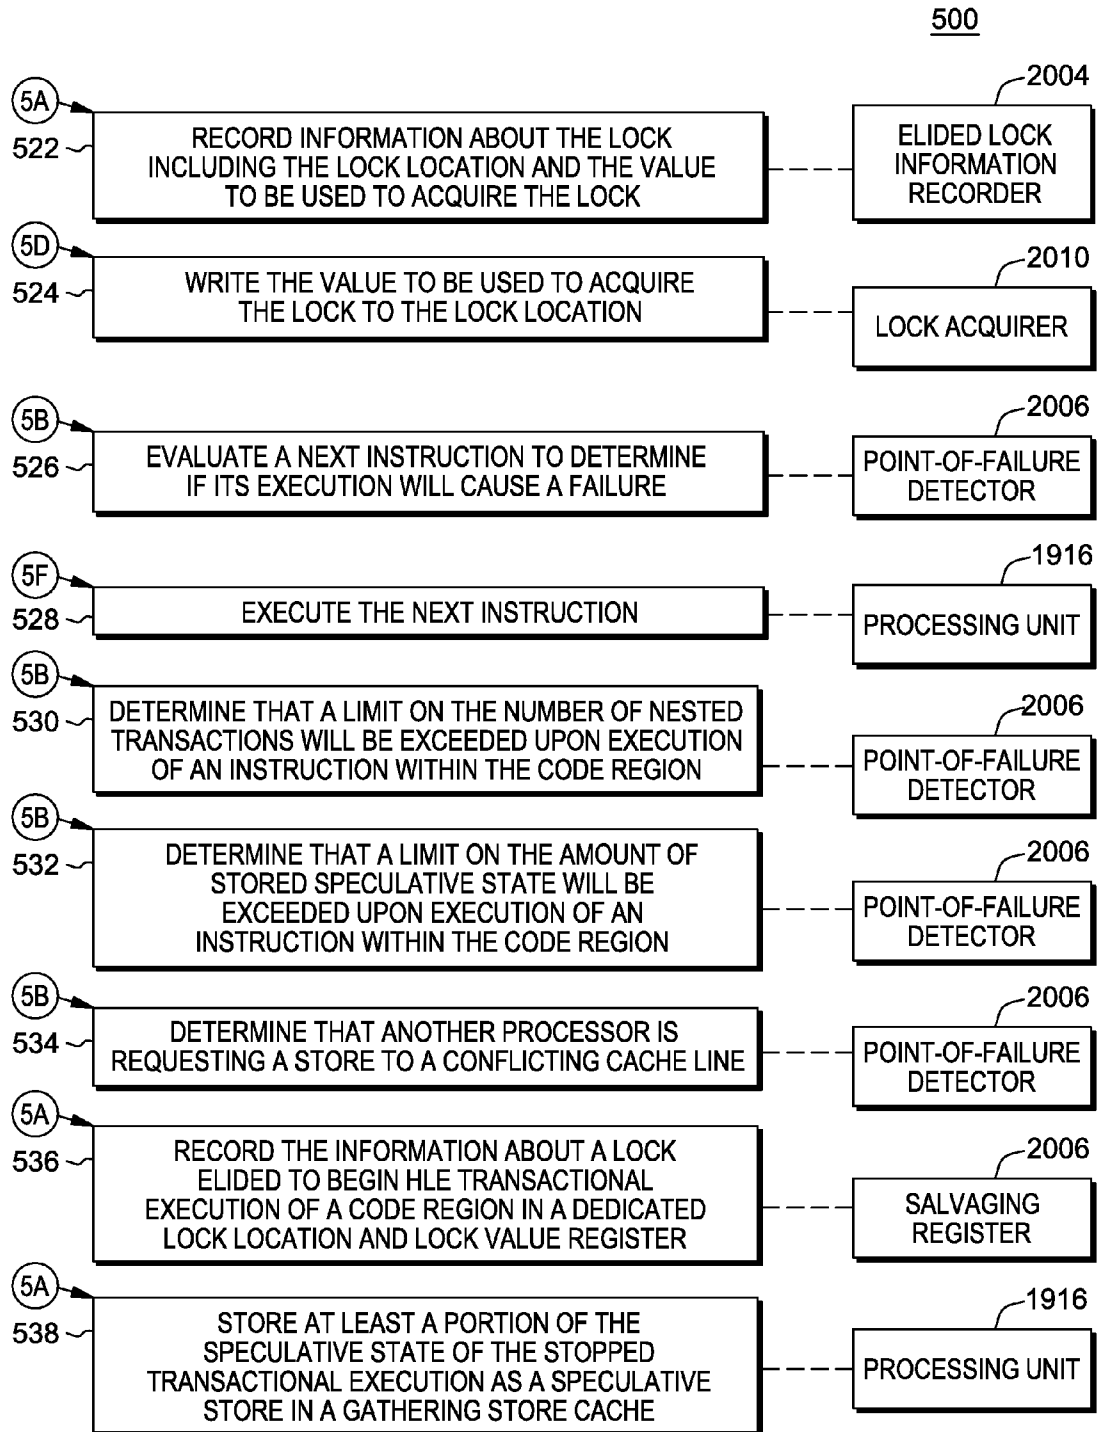 500
5A
522
RECORD INFORMATION ABOUT THE LOCK
INCLUDING THE LOCK LOCATION AND THE VALUE
TO BE USED TO ACQUIRE THE LOCK
2004
ELIDED LOCK
INFORMATION
RECORDER
5D
524
WRITE THE VALUE TO BE USED TO ACQUIRE
THE LOCK TO THE LOCK LOCATION
2010
LOCK ACQUIRER
5B
526
EVALUATE A NEXT INSTRUCTION TO DETERMINE
IF ITS EXECUTION WILL CAUSE A FAILURE
2006
POINT-OF-FAILURE
DETECTOR
5F
528
EXECUTE THE NEXT INSTRUCTION
1916
PROCESSING UNIT
5B
530
DETERMINE THAT A LIMIT ON THE NUMBER OF NESTED
TRANSACTIONS WILL BE EXCEEDED UPON EXECUTION
OF AN INSTRUCTION WITHIN THE CODE REGION
2006
POINT-OF-FAILURE
DETECTOR
5B
532
DETERMINE THAT A LIMIT ON THE AMOUNT OF
STORED SPECULATIVE STATE WILL BE
EXCEEDED UPON EXECUTION OF AN
INSTRUCTION WITHIN THE CODE REGION
2006
POINT-OF-FAILURE
DETECTOR
5B
534
DETERMINE THAT ANOTHER PROCESSOR IS
REQUESTING A STORE TO A CONFLICTING CACHE LINE
2006
POINT-OF-FAILURE
DETECTOR
5A
536
RECORD THE INFORMATION ABOUT A LOCK
ELIDED TO BEGIN HLE TRANSACTIONAL
EXECUTION OF A CODE REGION IN A DEDICATED
LOCK LOCATION AND LOCK VALUE REGISTER
2006
SALVAGING
REGISTER
5A
538
STORE AT LEAST A PORTION OF THE
SPECULATIVE STATE OF THE STOPPED
TRANSACTIONAL EXECUTION AS A SPECULATIVE
STORE IN A GATHERING STORE CACHE
1916
PROCESSING UNIT